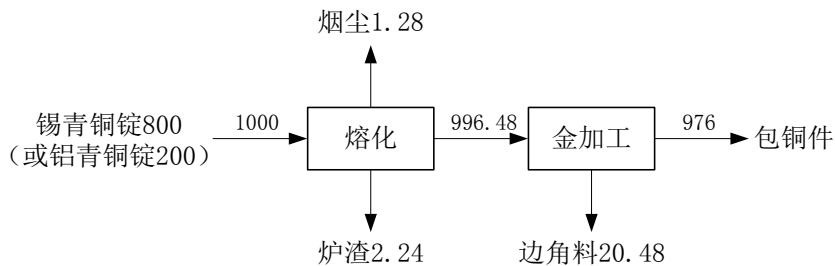 烟尘1.28
锡青铜锭800
（或铝青铜锭200）
1000
熔化
996.48
金加工
976
包铜件
炉渣2.24
边角料20.48